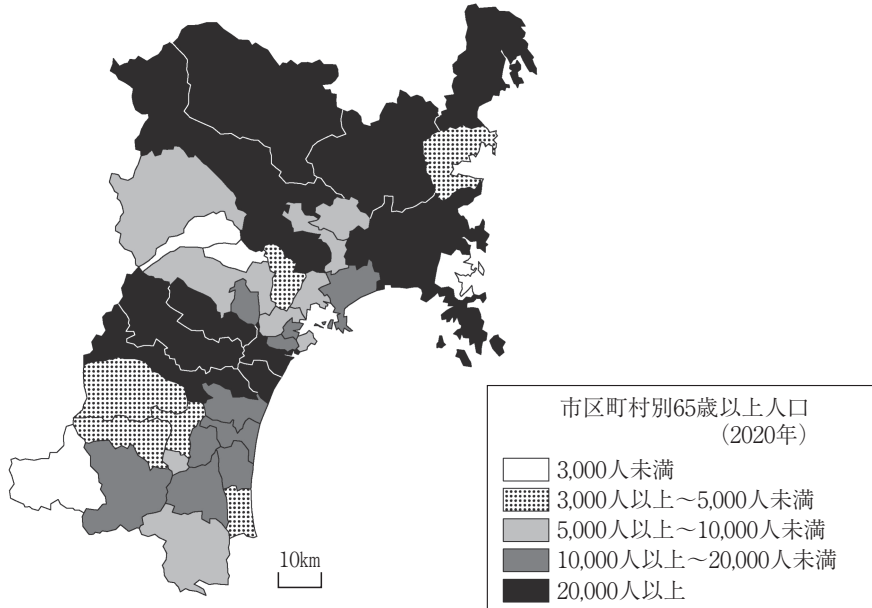 市区町村別65歳以上人口
(2020年)
3,000人未満
3,000人以上～5,000人未満
5,000人以上～10,000人未満
10,000人以上～20,000人未満
20,000人以上
10km